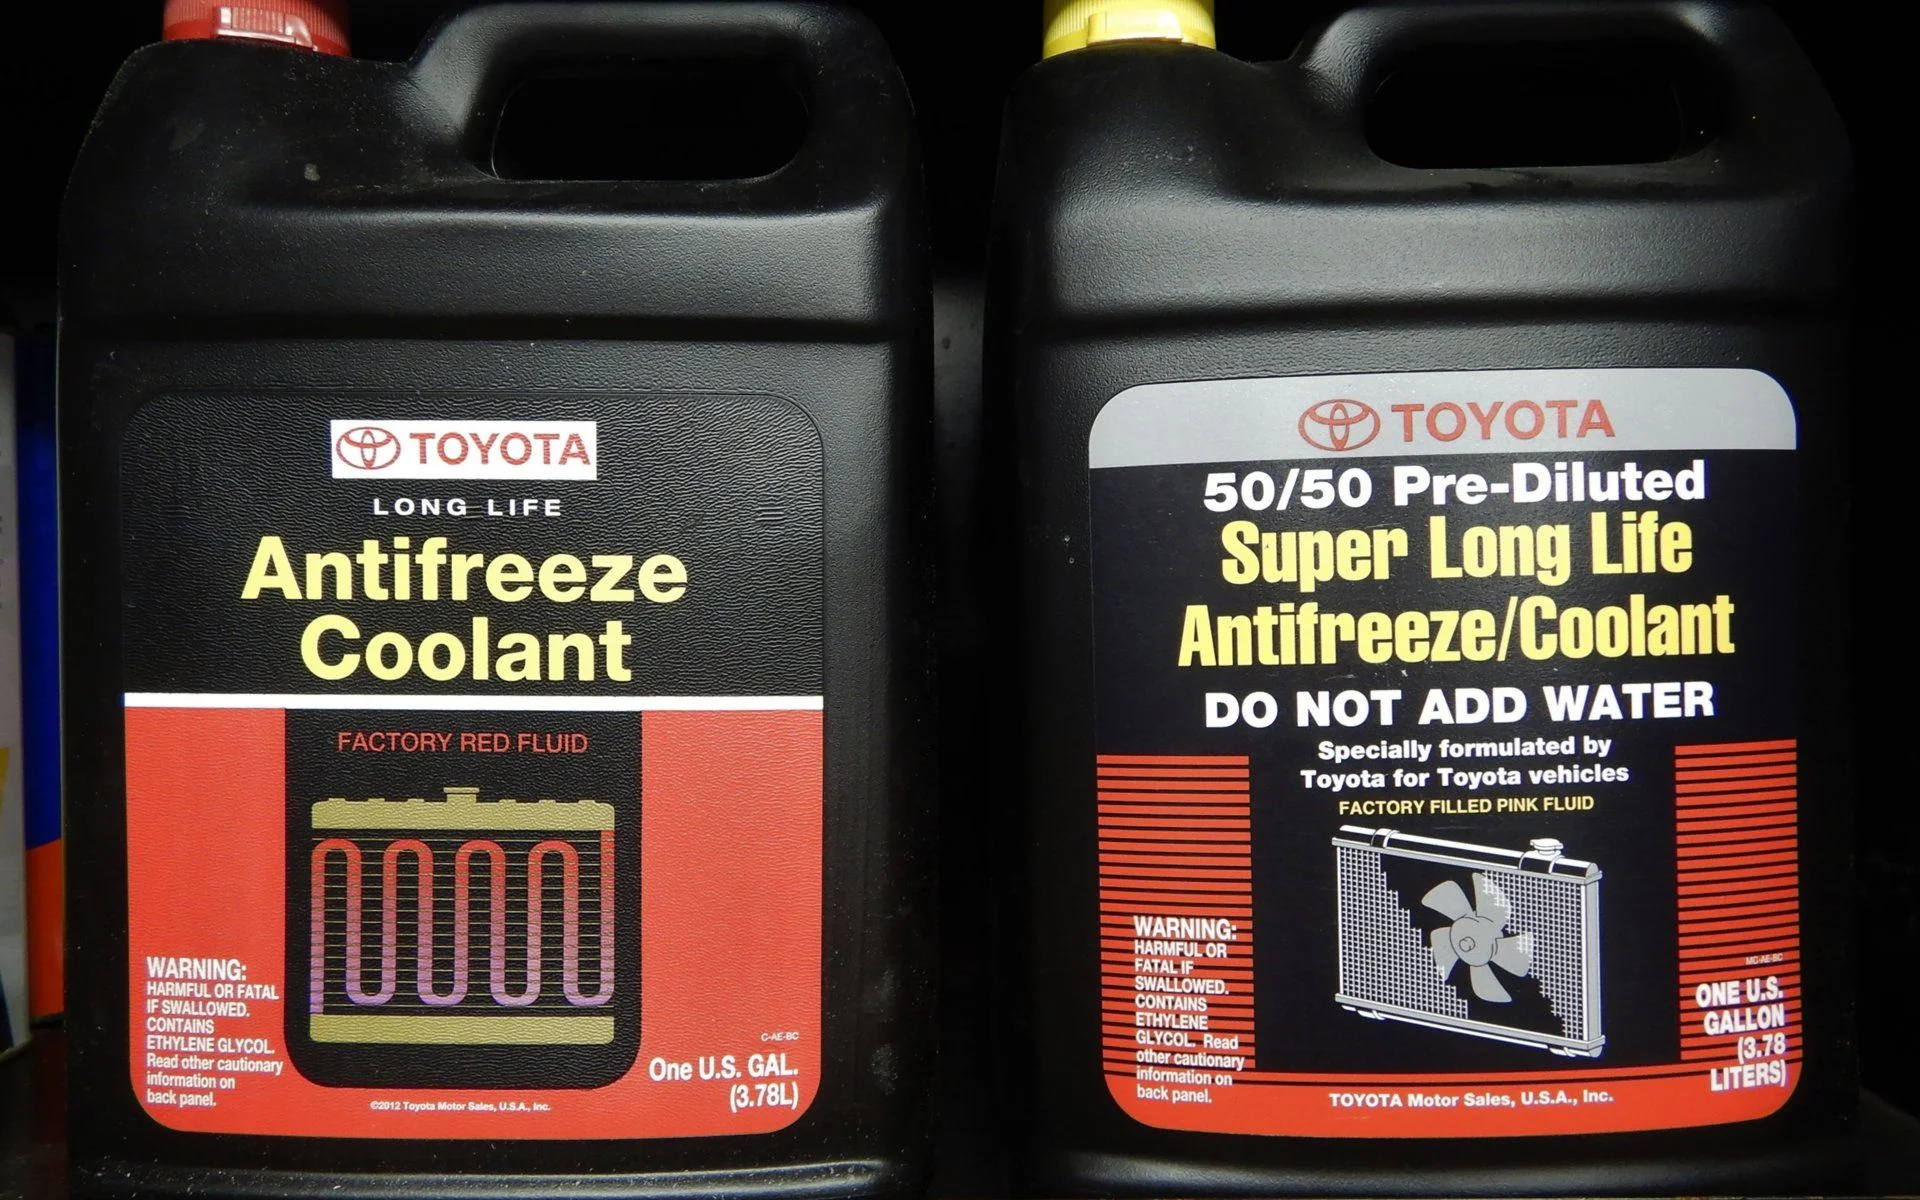 TOYOTA
LONG LIFE
Antifreeze
Coolant
FACTORY RED FLUID
WARNING:
HARMFUL OR FATAL
IF SWALLOWED.
CONTAINS
ETHYLENE GLYCOL.
Read other cautionary
information on
back panel.
©2012 Toyota Motor Sales, U.S.A., Inc.
C-AE-BC
One U.S. GAL.
(3.78L)
TOYOTA
50/50 Pre-Diluted
Super Long Life
Antifreeze/Coolant
DO NOT ADD WATER
Specially formulated by
Toyota for Toyota vehicles
FACTORY FILLED PINK FLUID
WARNING:
HARMFUL OR
FATAL IF
SWALLOWED.
CONTAINS
ETHYLENE
GLYCOL. Read
other cautionary
information on
back panel.
MC-AE-BC
ONE U.S.
GALLON
(3.78
LITERS)
TOYOTA Motor Sales, U.S.A., Inc.